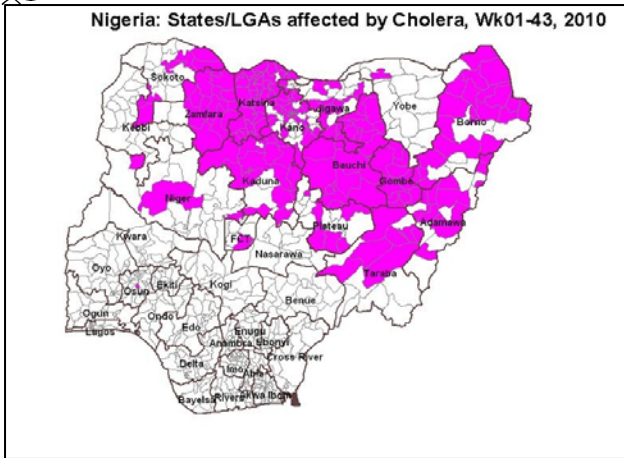 Nigeria: States/LGAs affected by Cholera, Wk01-43, 2010
Sokoto
Katsina
Zamfara
Jigawa
Yobe
Borno
Kebbi
Kano
Bauchi
Kaduna
Gombe
Niger
Adamawa
Plateau
Kwara
FCT
Nasarawa
Taraba
Oyo
Ekiti
Kogi
Osun
Benue
Ogun
Ondo
Edo
Lagos
Enugu
Anambra
Ebonyi
Cross River
Delta
Imo
Abia
Bayelsa
Rivers
Akwa Ibom